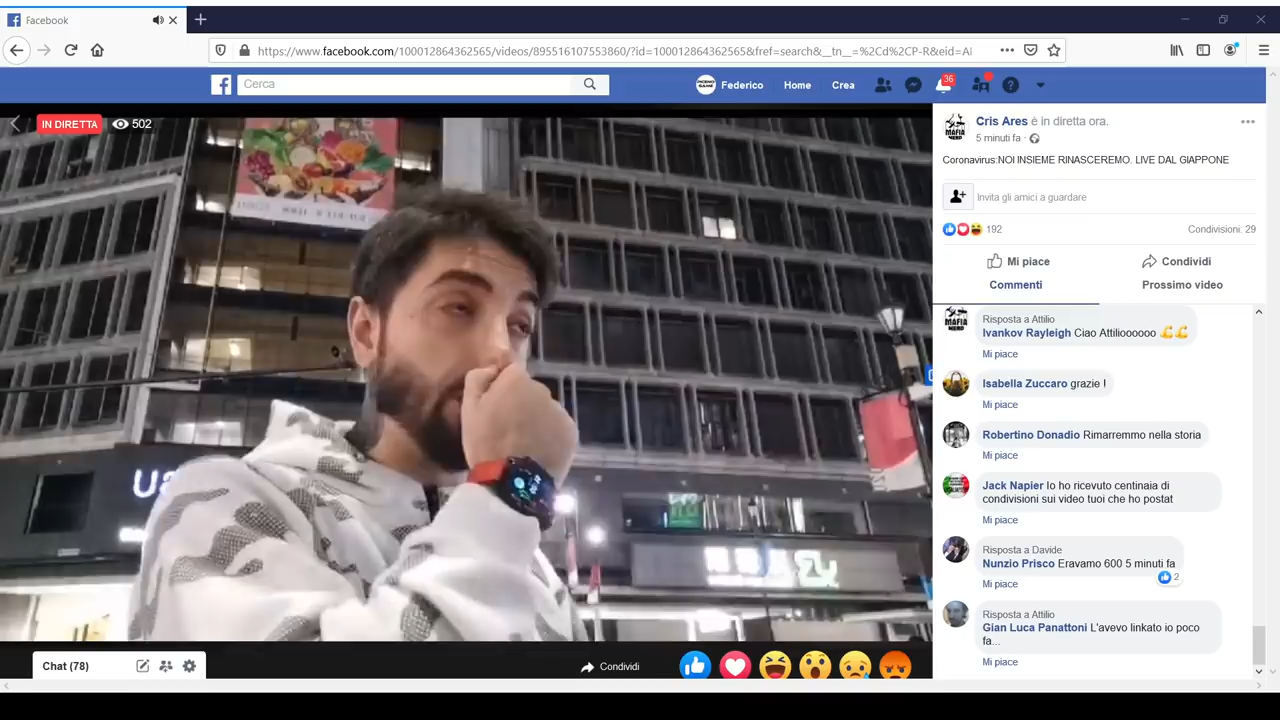 Facebook
https://www.facebook.com/100012864362565/videos/895516107553860/?id=100012864362565&fref=search&__tn__=%2Cd%2CP-R&eid=A
Cerca
Federico
Home
Crea
36
IN DIRETTA
502
Cris Ares è in diretta ora.
5 minuti fa ·
Coronavirus:NOI INSIEME RINASCEREMO. LIVE DAL GIAPPONE
Invita gli amici a guardare
192
Condivisioni: 29
Mi piace
Condividi
Commenti
Prossimo video
Risposta a Attilio
Ivankov Rayleigh Ciao Attilioooooo
Mi piace
Isabella Zuccaro grazie !
Mi piace
Robertino Donadio Rimarremmo nella storia
Mi piace
Jack Napier Io ho ricevuto centinaia di
condivisioni sui video tuoi che ho postat
Mi piace
Risposta a Davide
Nunzio Prisco Eravamo 600 5 minuti fa
2
Mi piace
Risposta a Attilio
Gian Luca Panattoni L'avevo linkato io poco
fa...
Mi piace
Chat (78)
Condividi
MAFIA
MAFIA